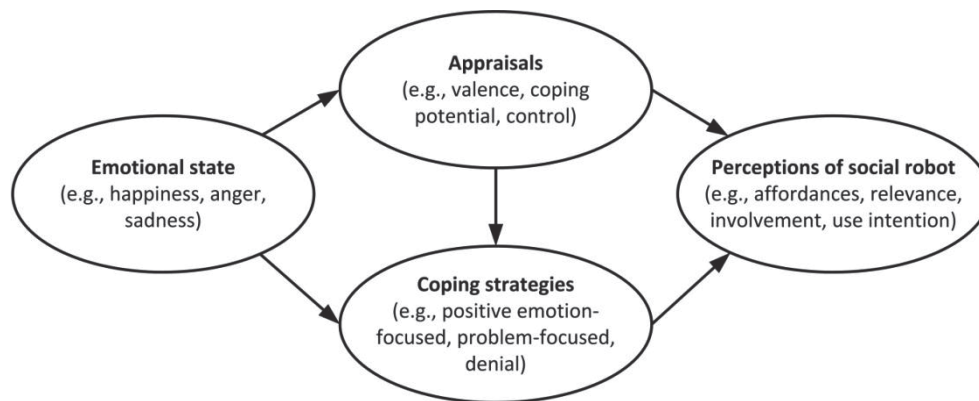 Appraisals
(e.g., valence, coping
potential, control)
Emotional state
(e.g., happiness, anger,
sadness)
Perceptions of social robot
(e.g., affordances, relevance,
involvement, use intention)
Coping strategies
(e.g., positive emotion-
focused, problem-focused,
denial)